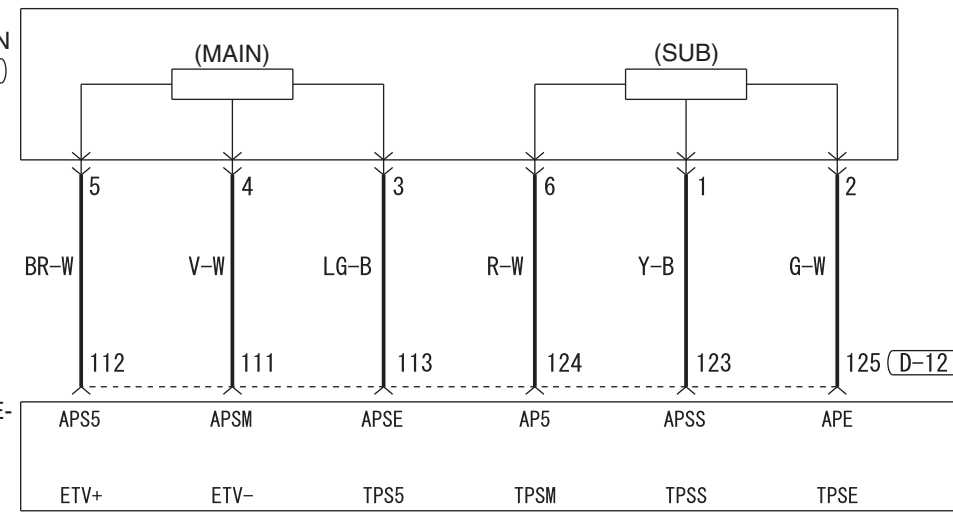 N
(MAIN) (SUB)
)
5 4 3 6 1 2
BR-W V-W LG-B R-W Y-B G-W
112 111 113 124 123 125 D-12
E-
APS5 APSM APSE AP5 APSS APE
ETV+ ETV- TPS5 TPSM TPSS TPSE